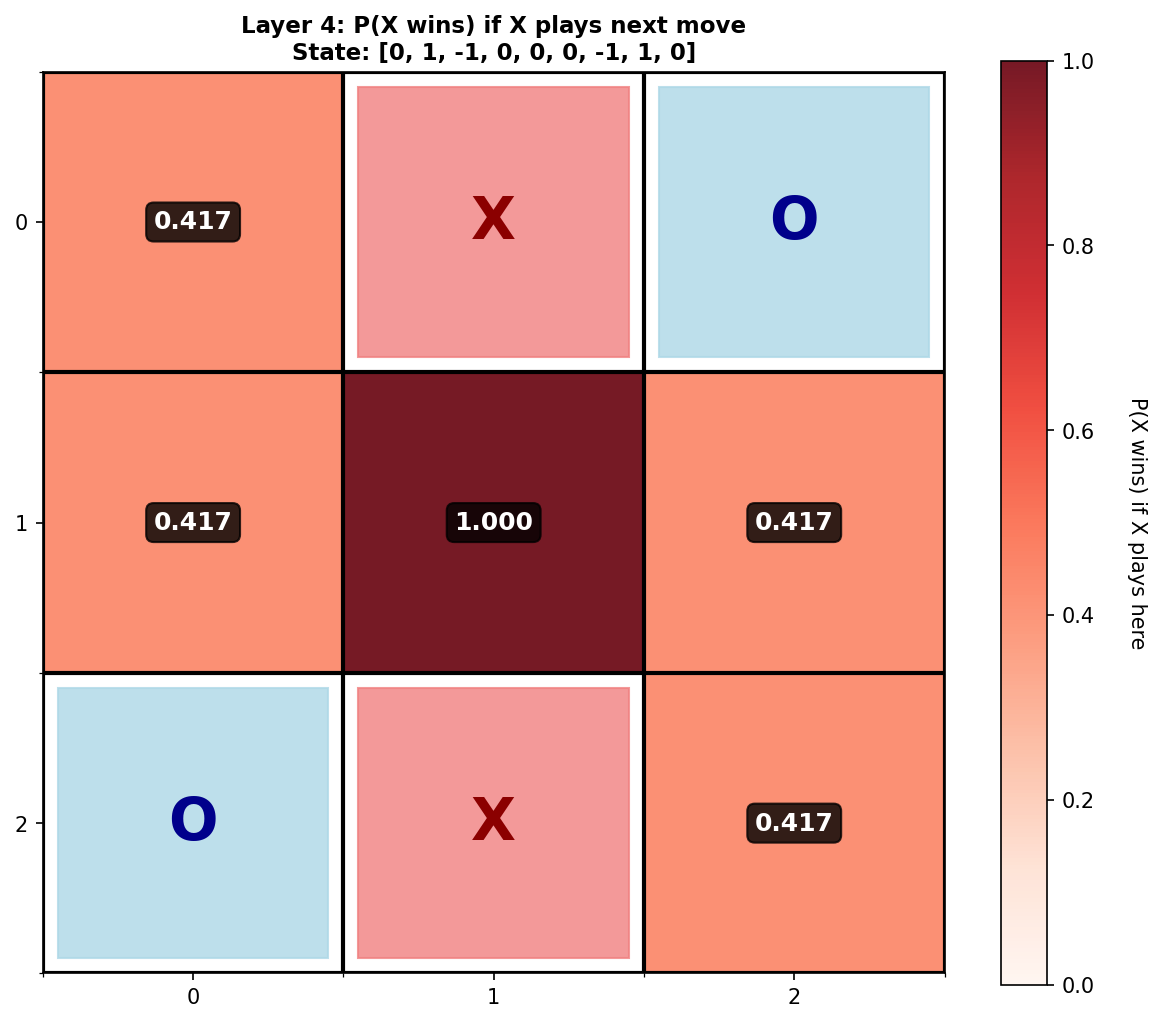 Layer 4: P(X wins) if X plays next move
State: [0, 1, -1, 0, 0, 0, -1, 1, 0]
0.417
X
O
0.417
1.000
0.417
O
X
0.417
0
1
2
0
1
2
1.0
0.8
0.6
0.4
0.2
0.0
P(X wins) if X plays here